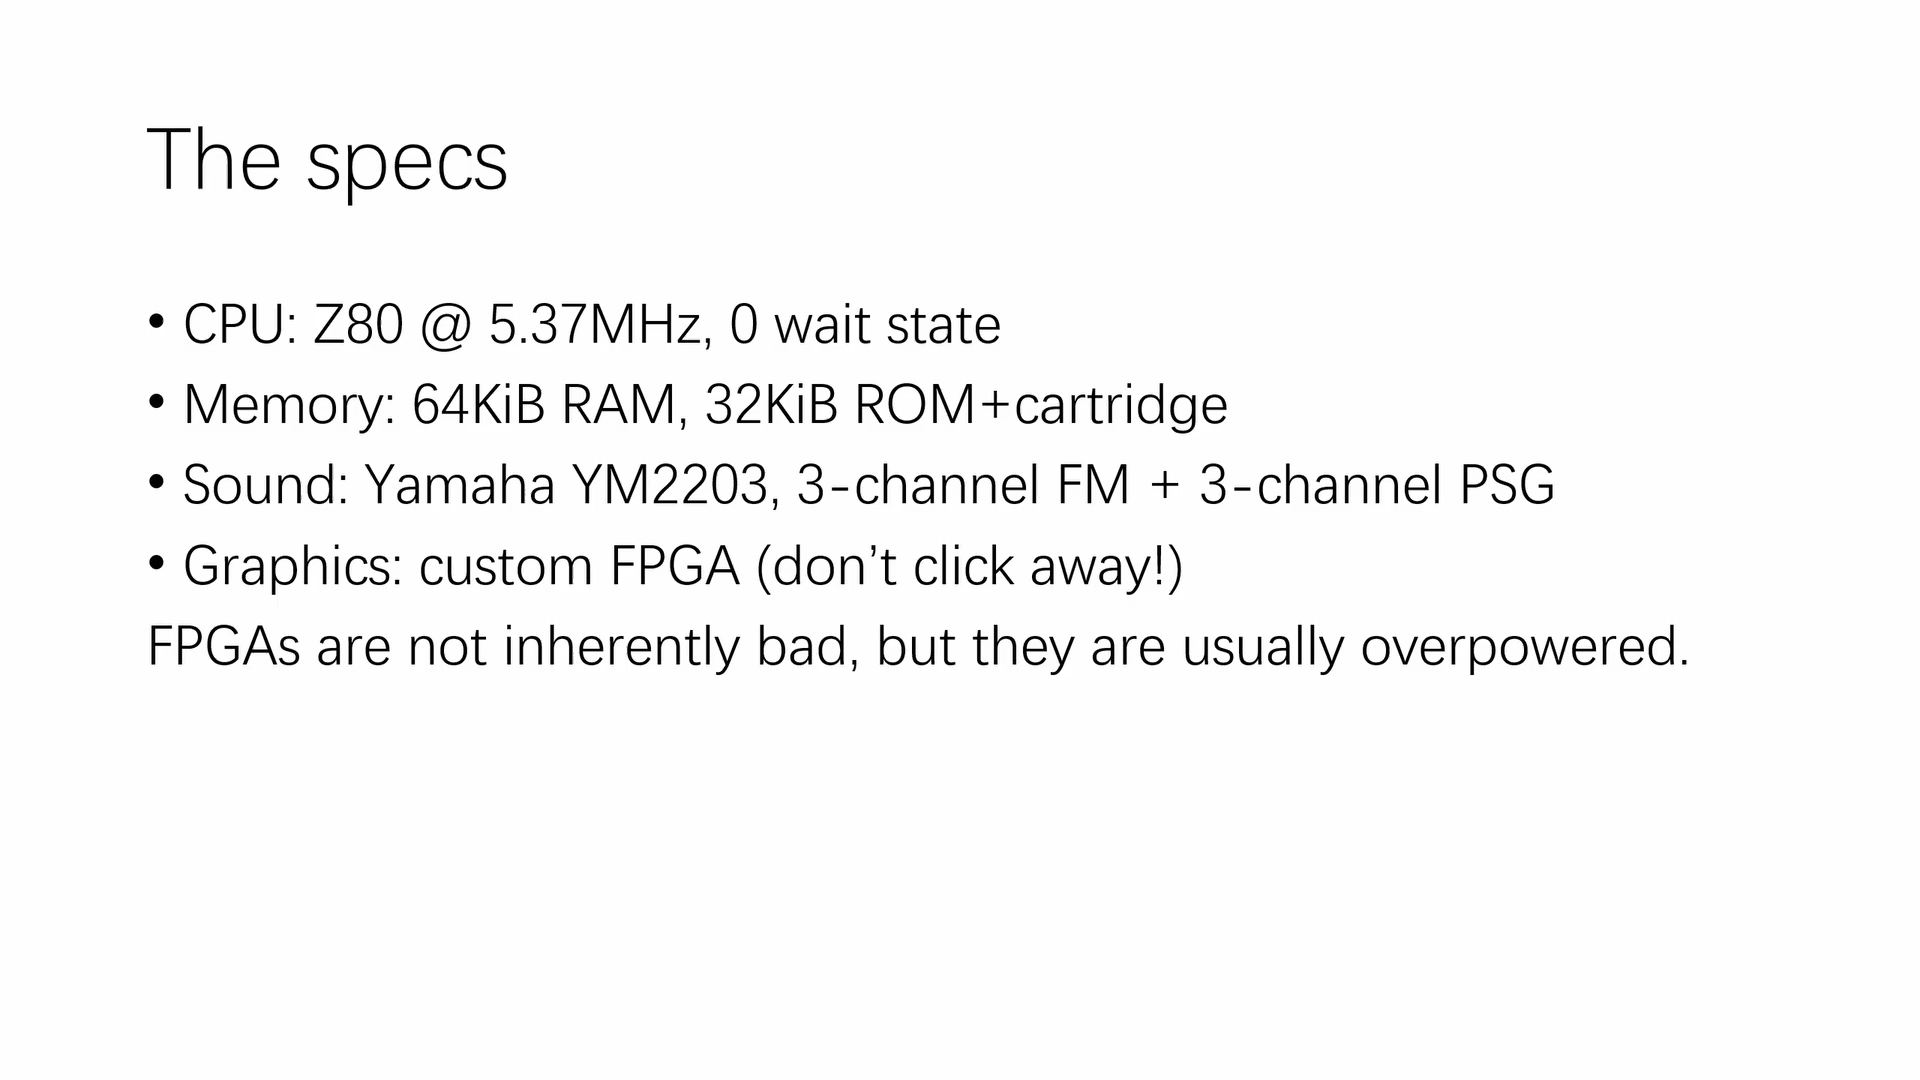 The specs
• CPU: Z80 @ 5.37MHz, 0 wait state
• Memory: 64KiB RAM, 32KiB ROM+cartridge
• Sound: Yamaha YM2203, 3-channel FM + 3-channel PSG
• Graphics: custom FPGA (don’t click away!)
FPGAs are not inherently bad, but they are usually overpowered.